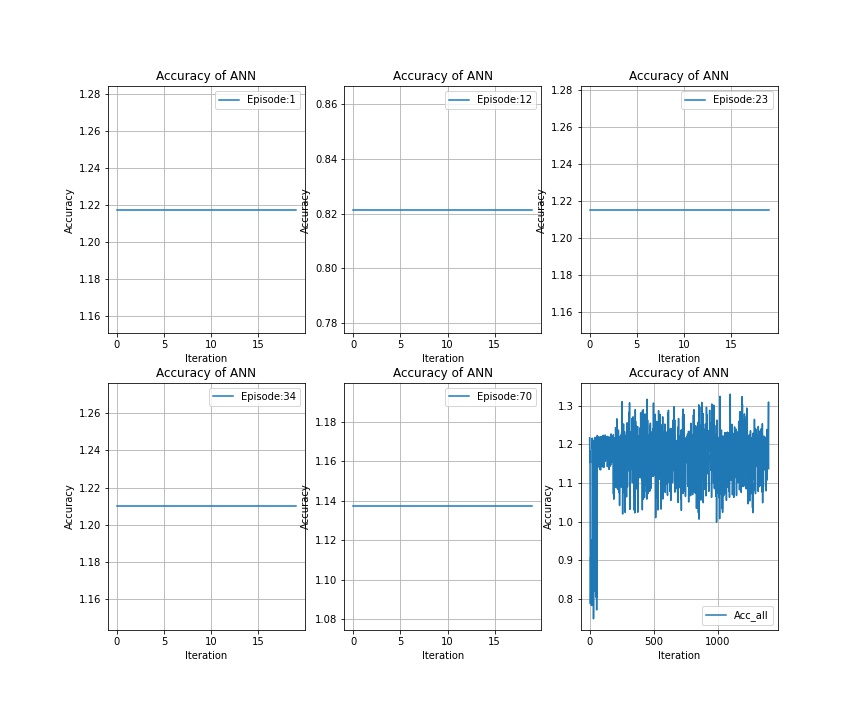 Accuracy of ANN
Accuracy of ANN
Accuracy of ANN
Episode:1
Episode:12
Episode:23
1.28
1.26
1.24
1.22
1.20
1.18
1.16
Accuracy
0 5 10 15
Iteration
0.86
0.84
0.82
0.80
0.78
Accuracy
0 5 10 15
Iteration
1.28
1.26
1.24
1.22
1.20
1.18
1.16
Accuracy
0 5 10 15
Iteration
Accuracy of ANN
Accuracy of ANN
Accuracy of ANN
Episode:34
Episode:70
1.26
1.24
1.22
1.20
1.18
1.16
Accuracy
0 5 10 15
Iteration
1.18
1.16
1.14
1.12
1.10
1.08
Accuracy
0 5 10 15
Iteration
1.3
1.2
1.1
1.0
0.9
0.8
Accuracy
Acc_all
0 500 1000
Iteration